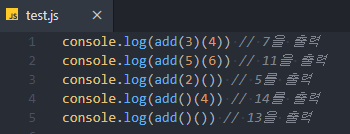 JS test.js ×
1 console.log(add(3)(4)) // 7을 출력
2 console.log(add(5)(6)) // 11을 출력
3 console.log(add(2)()) // 5를 출력
4 console.log(add()(4)) // 14를 출력
5 console.log(add()()) // 13을 출력